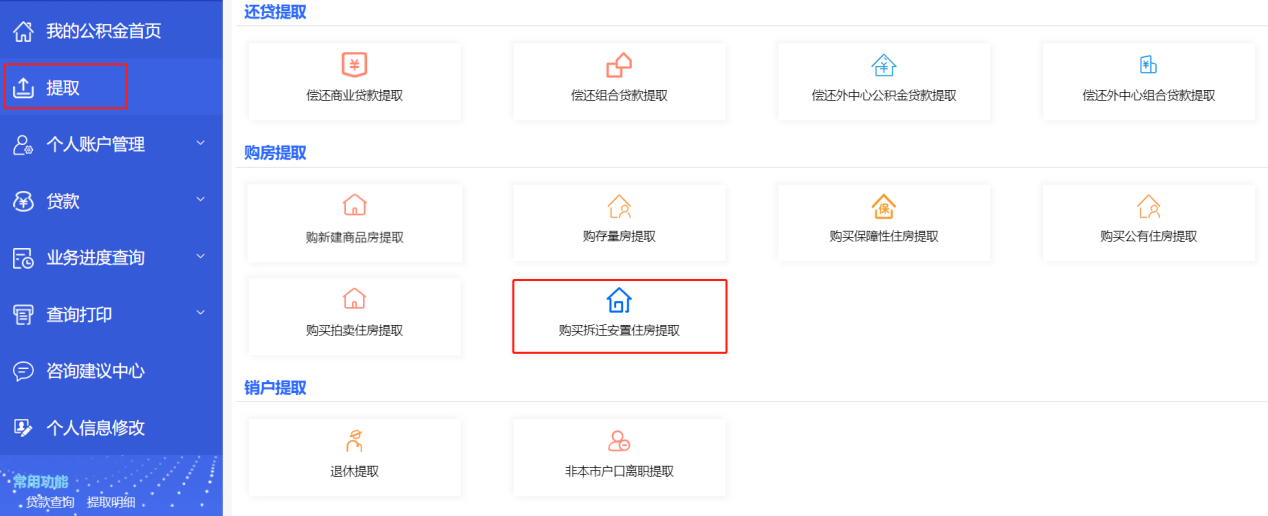 我的公积金首页
提取
个人账户管理
贷款
业务进度查询
查询打印
咨询建议中心
个人信息修改
常用功能
贷款查询 提取明细
还贷提取
偿还商业贷款提取 偿还组合贷款提取 偿还外中心公积金贷款提取 偿还外中心组合贷款提取
购房提取
保
购新建商品房提取 购存量房提取 购买保障性住房提取 购买公有住房提取
购买拍卖住房提取 购买拆迁安置住房提取
销户提取
退休提取 非本市户口离职提取